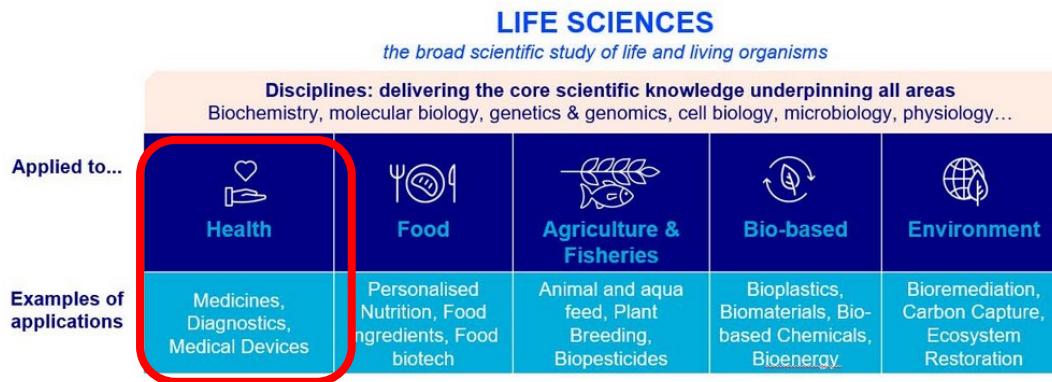 LIFE SCIENCES
the broad scientific study of life and living organisms
Disciplines: delivering the core scientific knowledge underpinning all areas
Biochemistry, molecular biology, genetics & genomics, cell biology, microbiology, physiology...
Applied to...
Health
Food
Agriculture &
Fisheries
Bio-based
Environment
Examples of
applications
Medicines,
Diagnostics,
Medical Devices
Personalised
Nutrition, Food
ngredients, Food
biotech
Animal and aqua
feed, Plant
Breeding,
Biopesticides
Bioplastics,
Biomaterials, Bio-
based Chemicals,
Bioenergy
Bioremediation,
Carbon Capture,
Ecosystem
Restoration